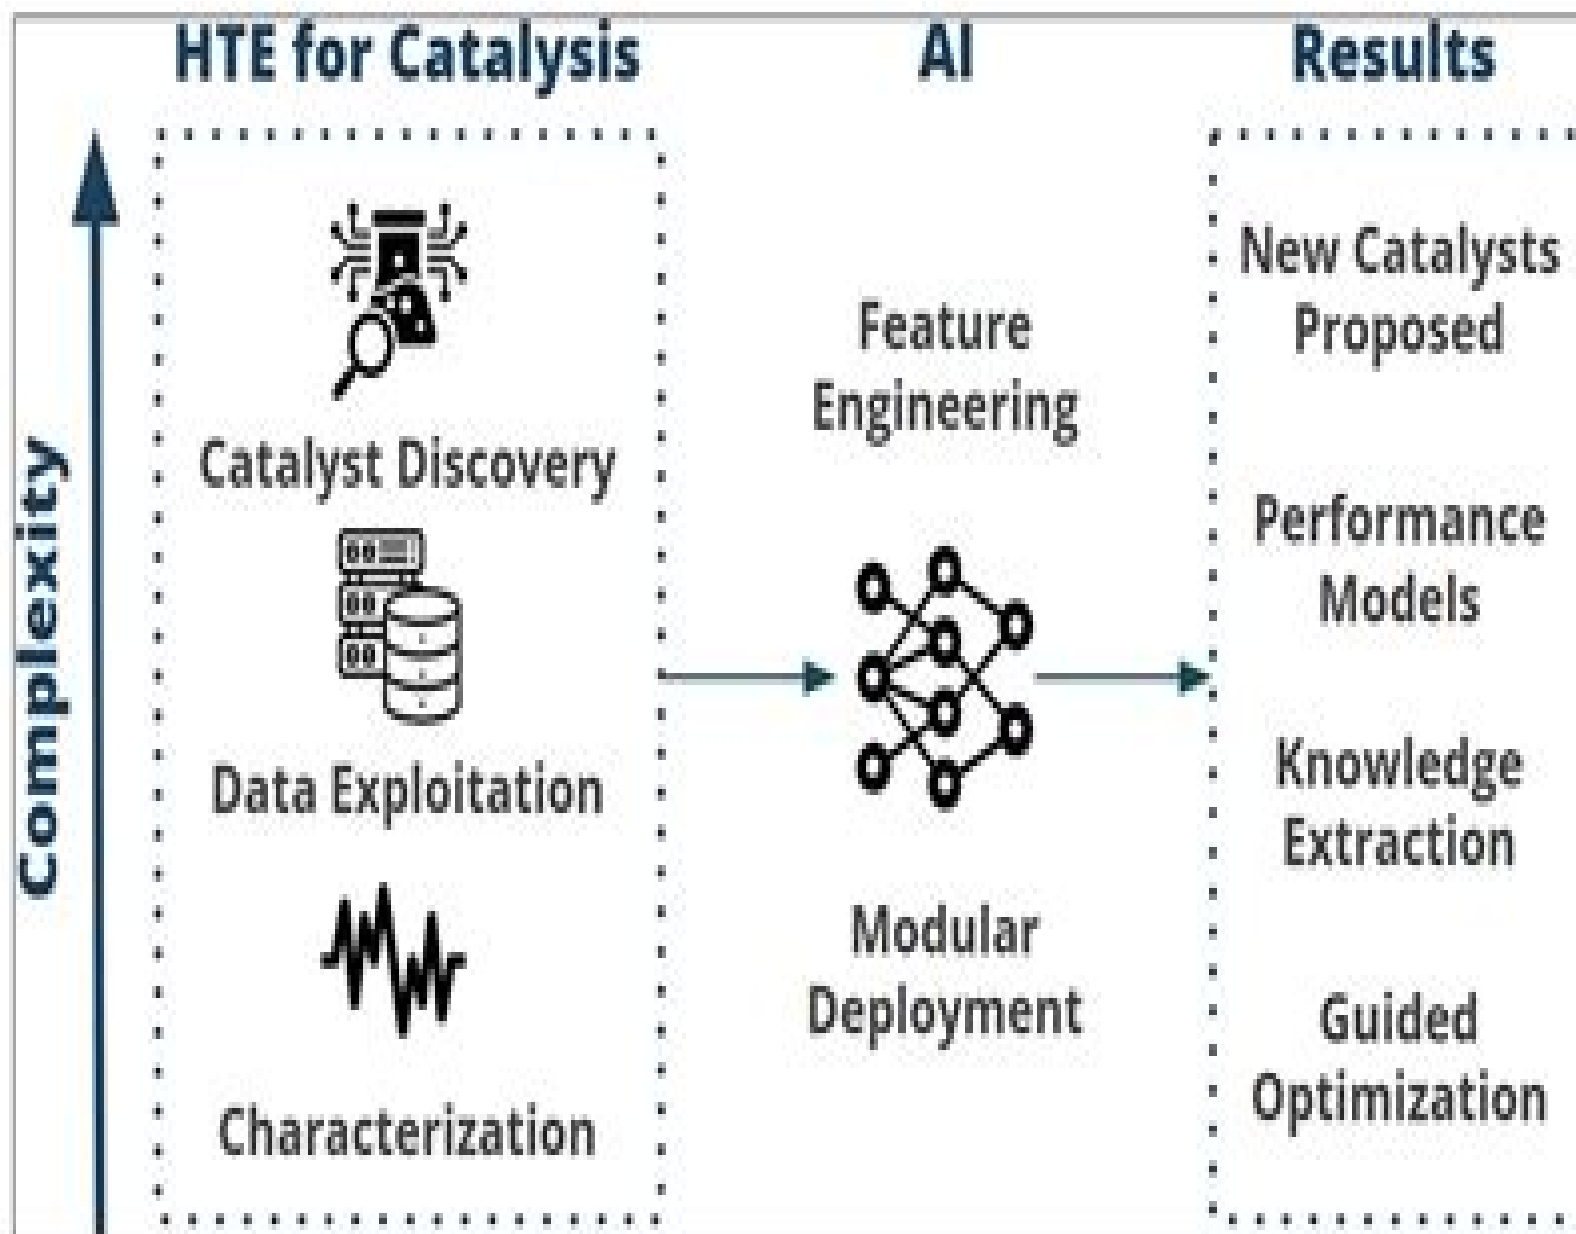 HTE for Catalysis
AI
Results
Complexity
Catalyst Discovery
Data Exploitation
Characterization
Feature
Engineering
Modular
Deployment
New Catalysts
Proposed
Performance
Models
Knowledge
Extraction
Guided
Optimization